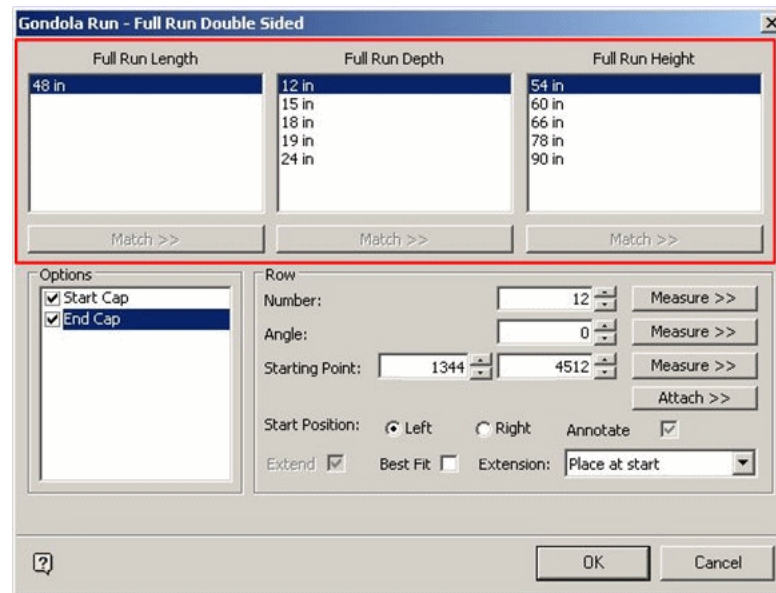 Gondola Run - Full Run Double Sided
Full Run Length Full Run Depth Full Run Height
48 in 12 in 54 in
15 in 60 in
18 in 66 in
19 in 78 in
24 in 90 in
Match >> Match >> Match >>
Options Row
Start Cap Number: 12 Measure >>
End Cap Angle: 0 Measure >>
Starting Point: 1344 4512 Measure >>
Attach >>
Start Position: Left Right Annotate
Extend Best Fit Extension: Place at start
OK Cancel